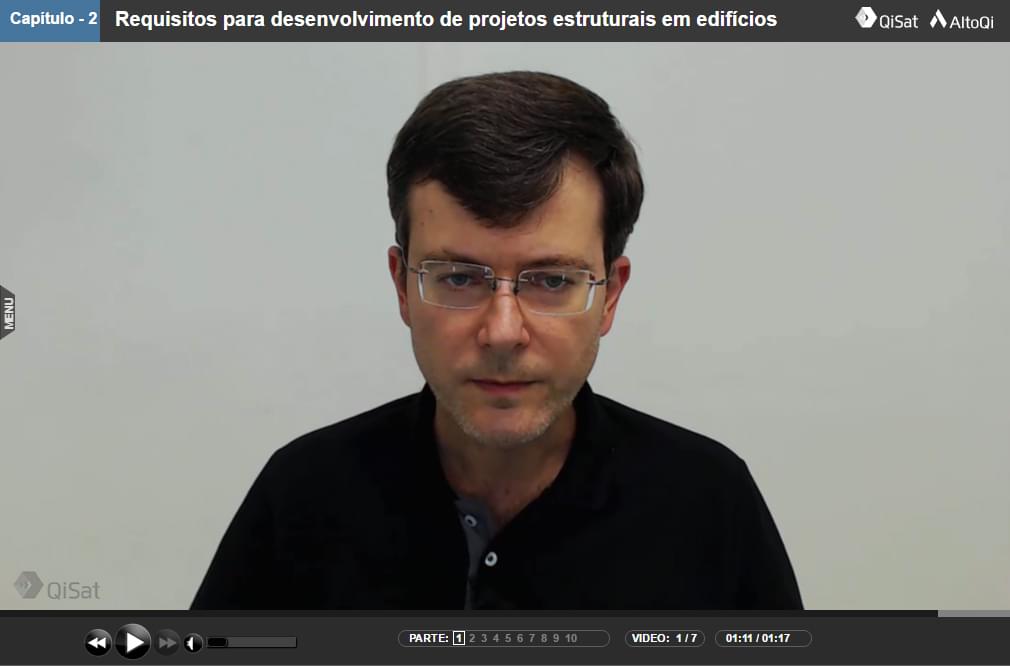 Capítulo - 2
Requisitos para desenvolvimento de projetos estruturais em edifícios
QiSat
AltoQi
MENU
QiSat
PARTE: 1 2 3 4 5 6 7 8 9 10
VIDEO: 1 / 7
01:11 / 01:17